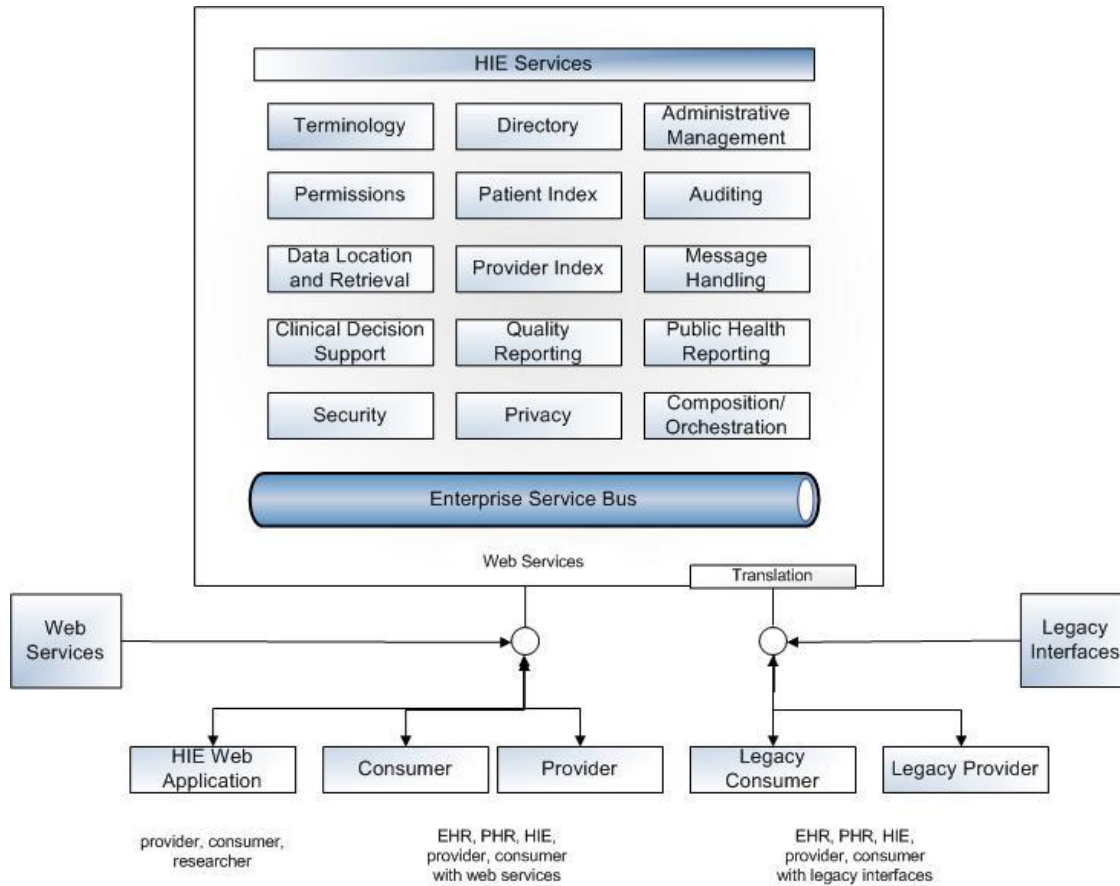 HIE Services
Terminology
Directory
Administrative
Management
Permissions
Patient Index
Auditing
Data Location
and Retrieval
Provider Index
Message
Handling
Clinical Decision
Support
Quality
Reporting
Public Health
Reporting
Security
Privacy
Composition/
Orchestration
Enterprise Service Bus
Web Services
Translation
Web
Services
Legacy
Interfaces
HIE Web
Application
Consumer
Provider
Legacy
Consumer
Legacy Provider
provider, consumer,
researcher
EHR, PHR, HIE,
provider, consumer
with web services
EHR, PHR, HIE,
provider, consumer
with legacy interfaces